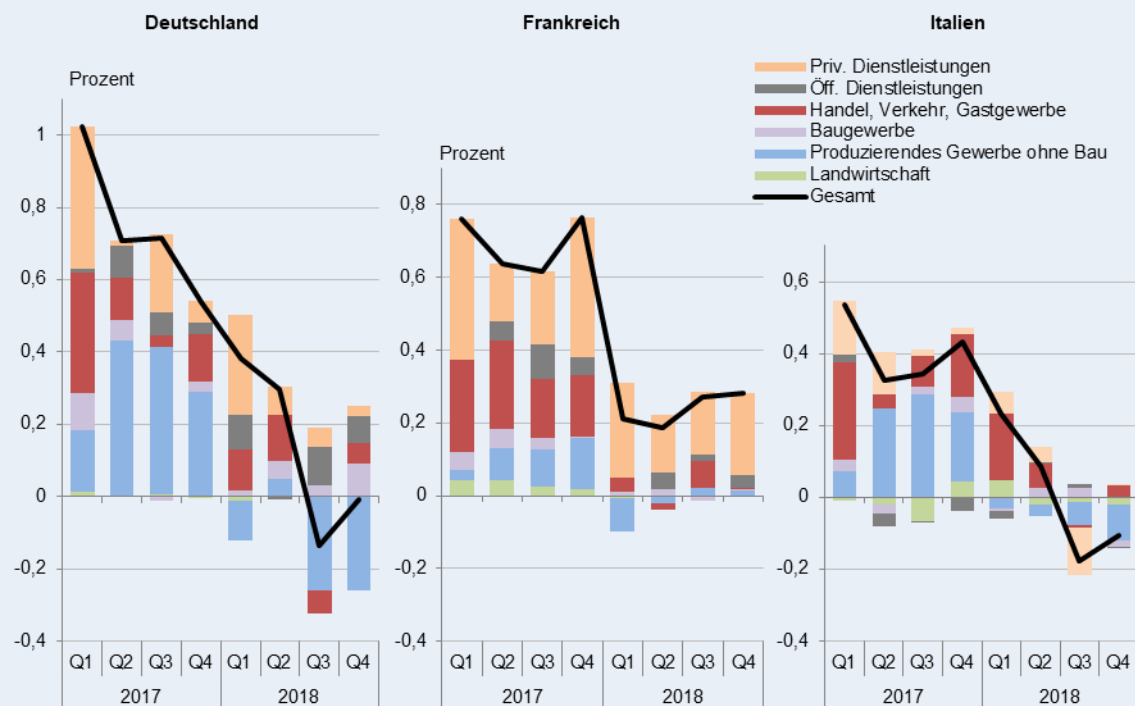 Deutschland
Frankreich
Italien
Prozent
1
0,8
0,6
0,4
0,2
0
-0,2
-0,4
Q1 Q2 Q3 Q4 Q1 Q2 Q3 Q4
2017 2018
Prozent
0,8
0,6
0,4
0,2
0
-0,2
-0,4
Q1 Q2 Q3 Q4 Q1 Q2 Q3 Q4
2017 2018
Priv. Dienstleistungen
Öff. Dienstleistungen
Handel, Verkehr, Gastgewerbe
Baugewerbe
Produzierendes Gewerbe ohne Bau
Landwirtschaft
Gesamt
0,6
0,4
0,2
0
-0,2
-0,4
Q1 Q2 Q3 Q4 Q1 Q2 Q3 Q4
2017 2018